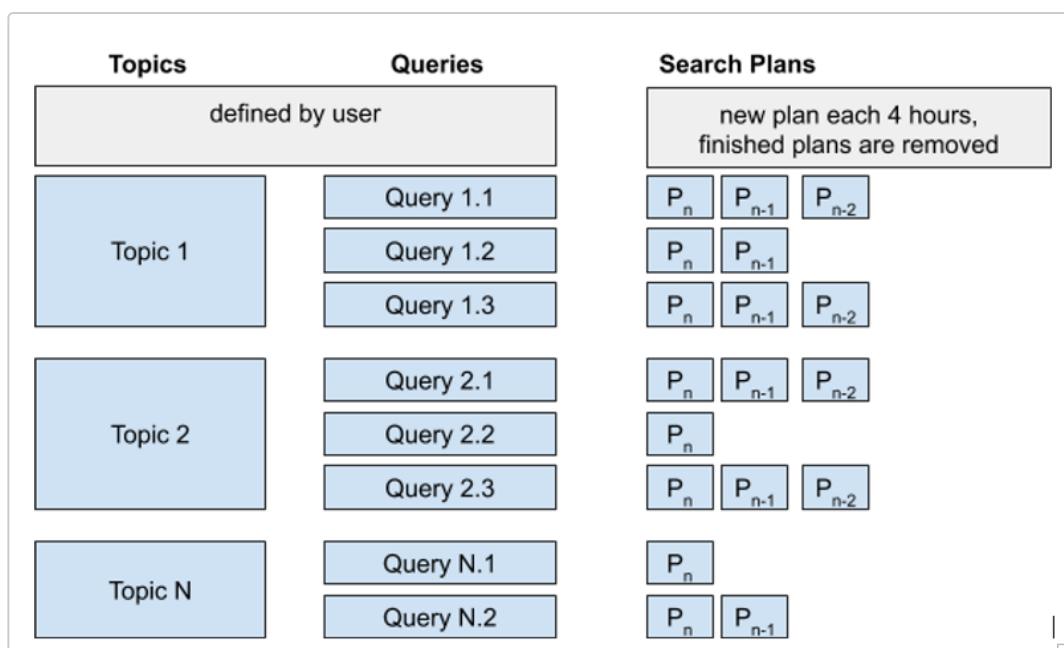 Topics Queries Search Plans
defined by user
new plan each 4 hours,
finished plans are removed
Topic 1
Query 1.1 Pn Pn-1 Pn-2
Query 1.2 Pn Pn-1
Query 1.3 Pn Pn-1 Pn-2
Topic 2
Query 2.1 Pn Pn-1 Pn-2
Query 2.2 Pn
Query 2.3 Pn Pn-1 Pn-2
Topic N
Query N.1 Pn
Query N.2 Pn Pn-1